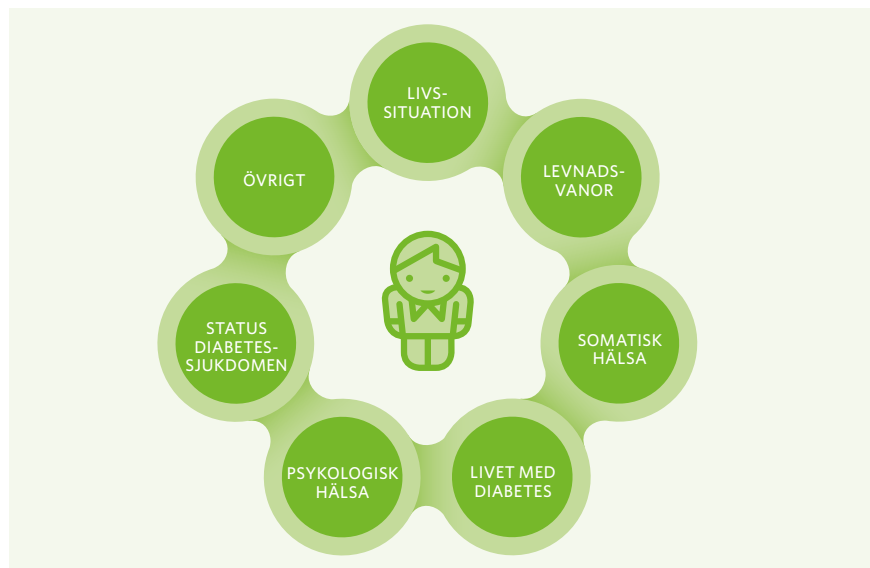 LIVS-
SITUATION
LEVNADS-
VANOR
SOMATISK
HÄLSA
LIVET MED
DIABETES
PSYKOLOGISK
HÄLSA
STATUS
DIABETES-
SJUKDOMEN
ÖVRIGT